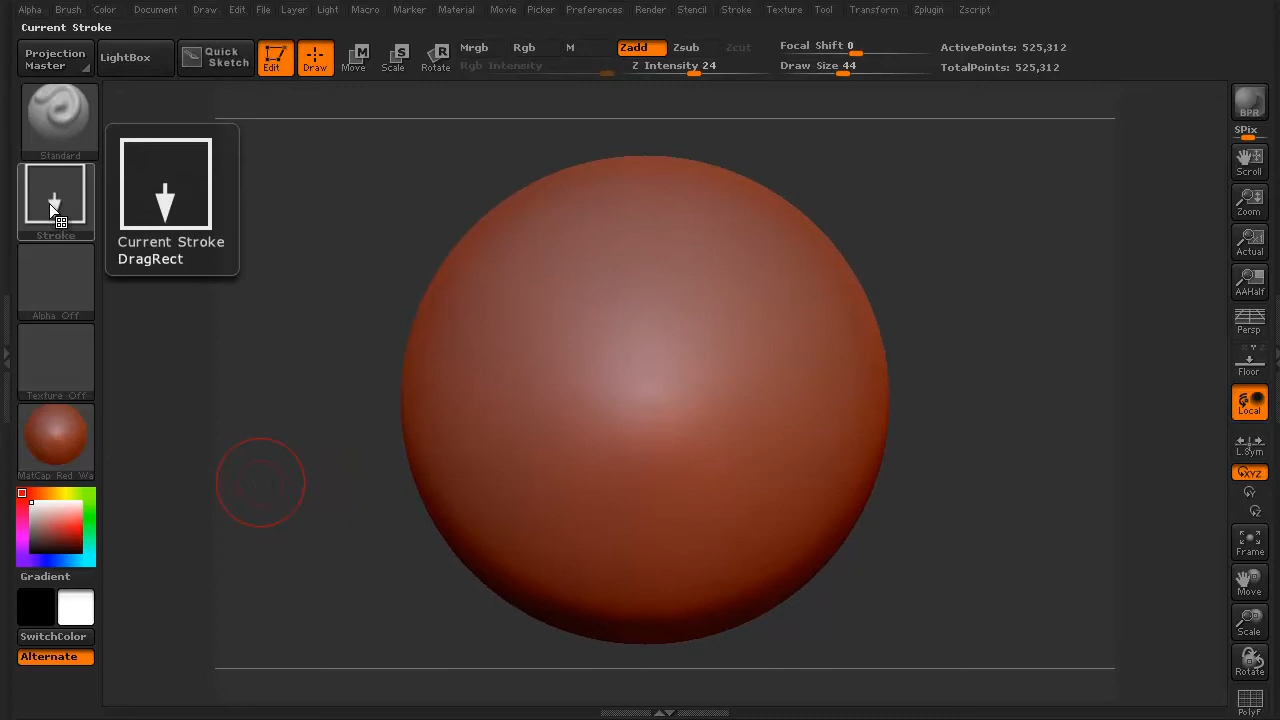 Alpha Brush Color Document Draw Edit File Layer Light Macro Marker Material Movie Picker Preferences Render Stencil Stroke Texture Tool Transform Zplugin Zscript
Current Stroke
Projection Master
LightBox
Quick Sketch
Edit
Draw
Move
Scale
Rotate
Mrgb Rgb M
Rgb Intensity
Zadd Zsub Zcut
Z Intensity 24
Focal Shift 0
Draw Size 44
ActivePoints: 525,312
TotalPoints: 525,312
Standard
Stroke
Current Stroke
DragRect
Alpha Off
Texture Off
MatCap Red Wa
Gradient
SwitchColor
Alternate
BPR
SPix
Scroll
Zoom
Actual
AAHalf
Persp
X Y Z
Floor
Local
L.Sym
XYZ
Y
Z
Frame
Move
Scale
Rotate
PolyF